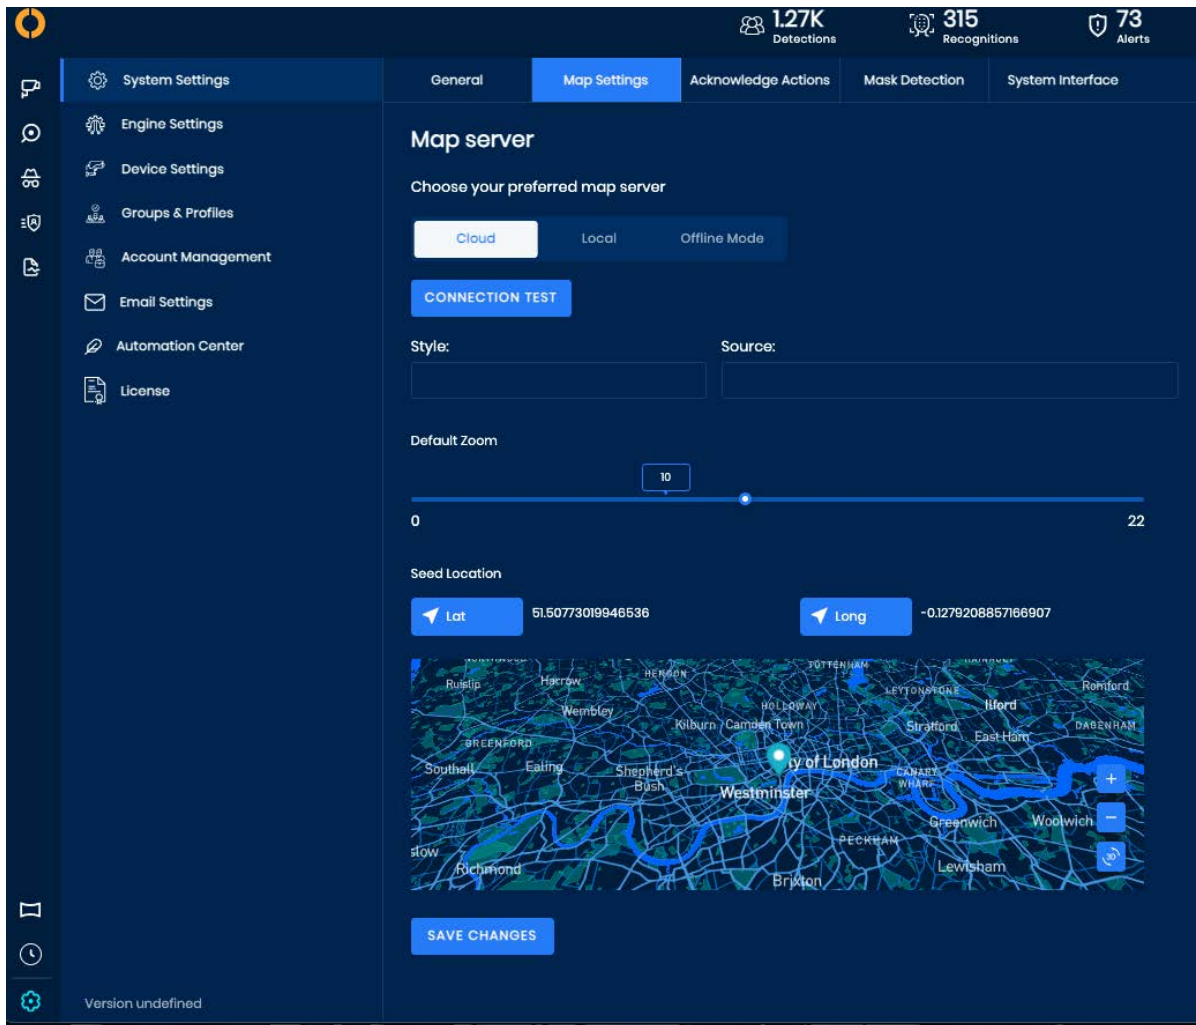 1.27K
Detections
315
Recognitions
73
Alerts
System Settings
Engine Settings
Device Settings
Groups & Profiles
Account Management
Email Settings
Automation Center
License
Version undefined
General
Map Settings
Acknowledge Actions
Mask Detection
System Interface
Map server
Choose your preferred map server
Cloud
Local
Offline Mode
CONNECTION TEST
Style:
Source:
Default Zoom
10
0
22
Seed Location
Lat
51.50773019946536
Long
-0.1279208857166907
TOTTENHAM
HENDON
Ruislip
Harrow
LEYTONSTONE
Romford
Wembley
HOLLOWAY
Ilford
Kilburn
Camden Town
Stratford
DAGENHAM
GREENFORD
East Ham
Southall
Ealing
Shepherd's
Bush
y of London
CANARY
WHARF
Westminster
Greenwich
Woolwich
PECKHAM
slow
Richmond
Brixton
Lewisham
3D
SAVE CHANGES